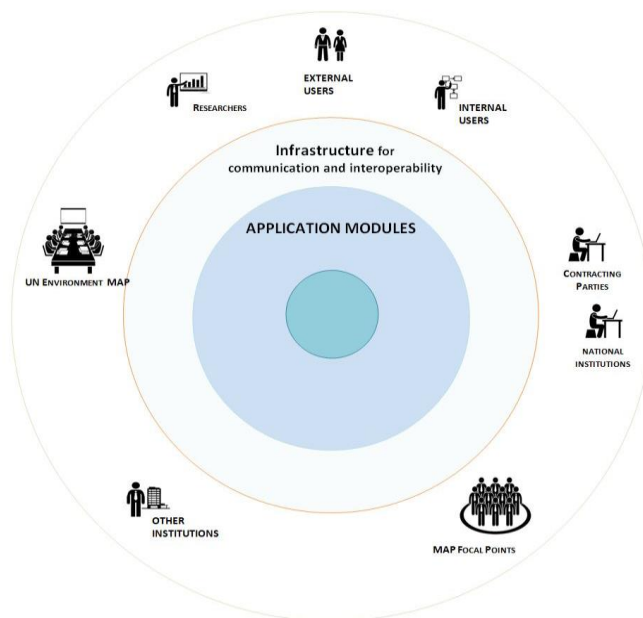 EXTERNAL
USERS
RESEARCHERS
INTERNAL
USERS
Infrastructure for
communication and interoperability
APPLICATION MODULES
UN ENVIRONMENT MAP
CONTRACTING
PARTIES
NATIONAL
INSTITUTIONS
OTHER
INSTITUTIONS
MAP FOCAL POINTS